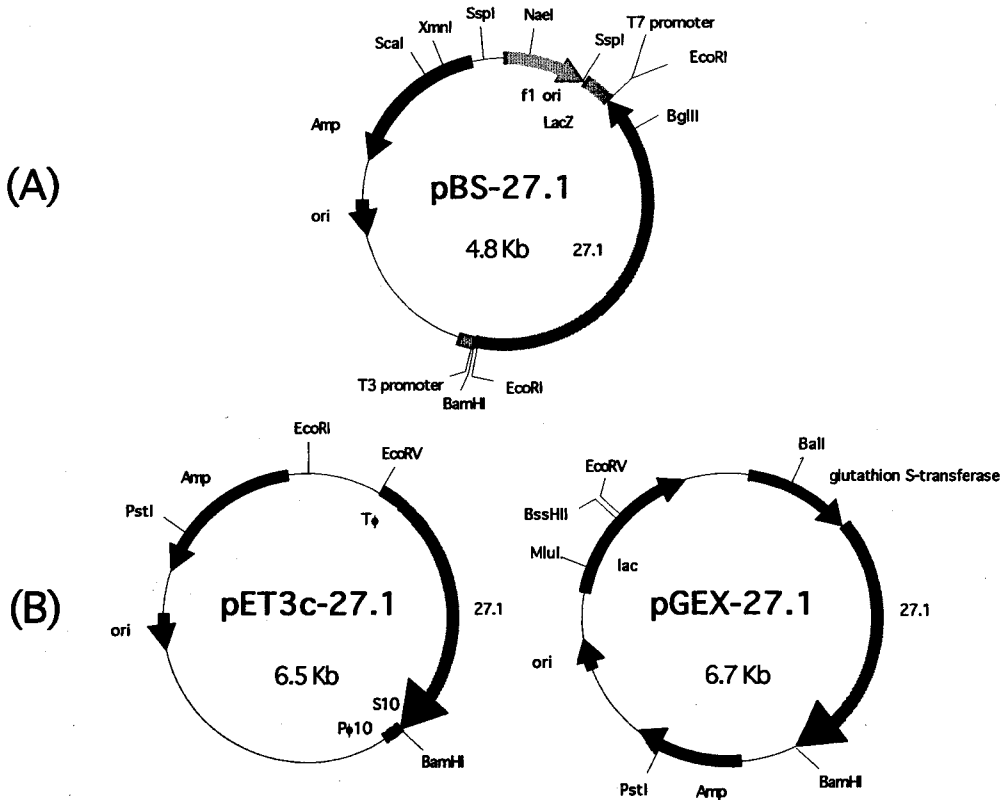 (A)
SspI
NaeI
T7 promoter
XmnI
SspI
ScaI
EcoRI
f1 ori
LacZ
BglII
Amp
pBS-27.1
ori
4.8 Kb
27.1
T3 promoter
EcoRI
BamHI
(B)
EcoRI
EcoRV
Amp
PstI
Tϕ
pET3c-27.1
27.1
ori
6.5 Kb
S10
Pϕ10
BamHI
BalI
EcoRV
glutathion S-transferase
BssHII
MluI
lac
pGEX-27.1
27.1
ori
6.7 Kb
BamHI
PstI
Amp